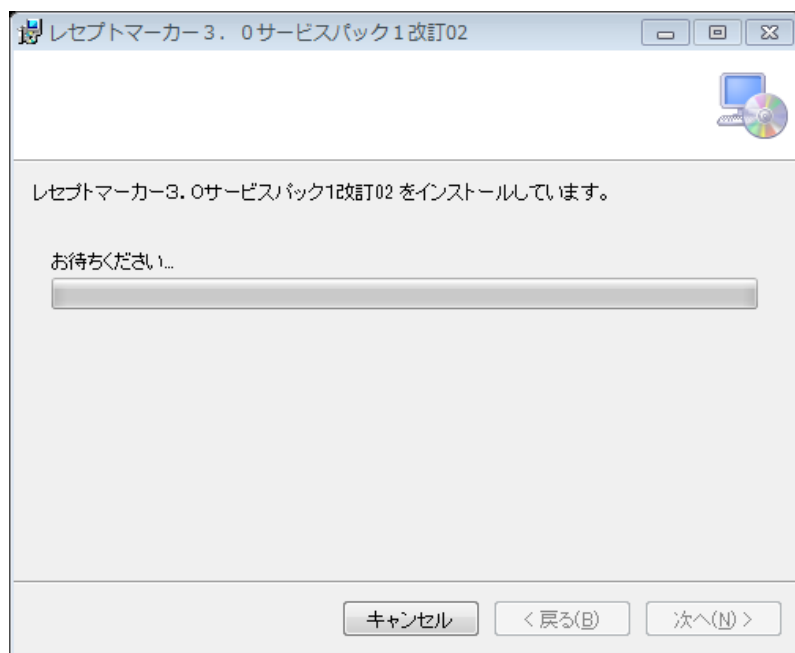 レセプトマーカー３．０サービスパック１改訂02
レセプトマーカー3．0サービスパック1改訂02 をインストールしています。
お待ちください...
キャンセル
< 戻る(B)
次へ(N) >